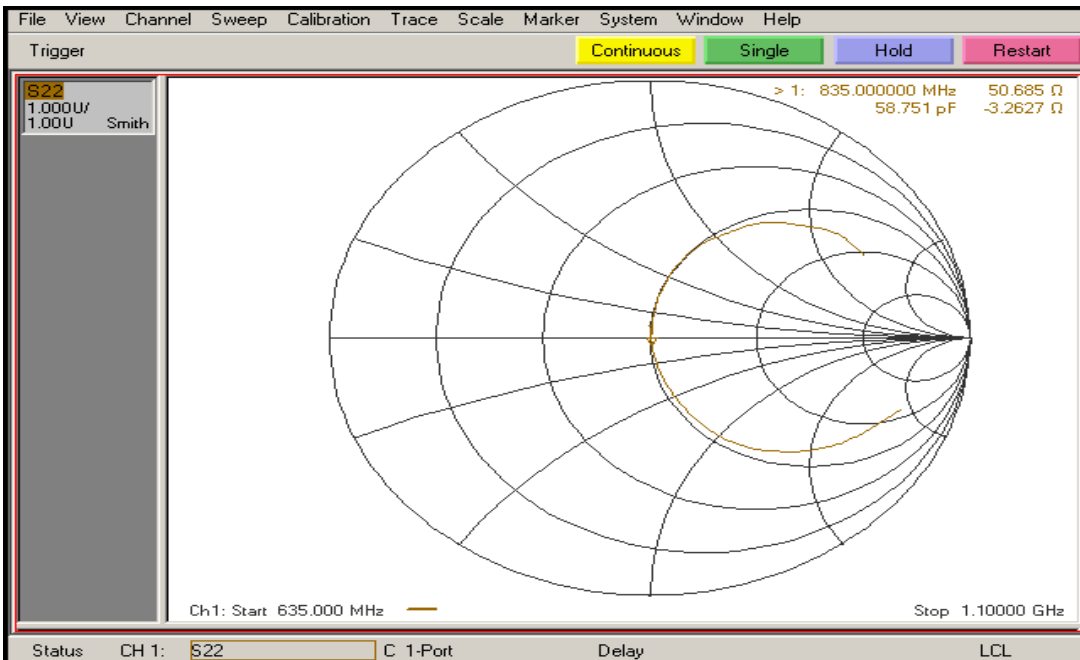 File View Channel Sweep Calibration Trace Scale Marker System Window Help
Trigger Continuous Single Hold Restart
S22
1.000U/
1.00U Smith
> 1: 835.000000 MHz 50.685 Ω
58.751 pF -3.2627 Ω
Ch1: Start 635.000 MHz Stop 1.10000 GHz
Status CH 1: S22 C 1-Port Delay LCL